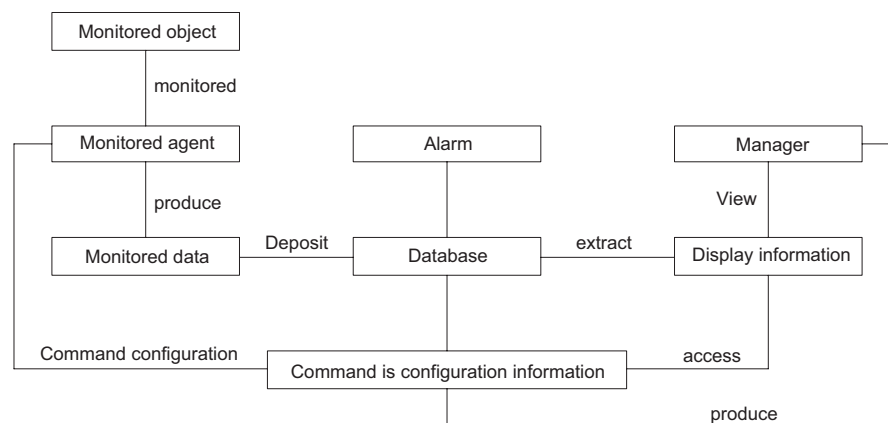 Monitored object
monitored
Monitored agent
Alarm
Manager
produce
View
Monitored data
Deposit
Database
extract
Display information
Command configuration
Command is configuration information
access
produce